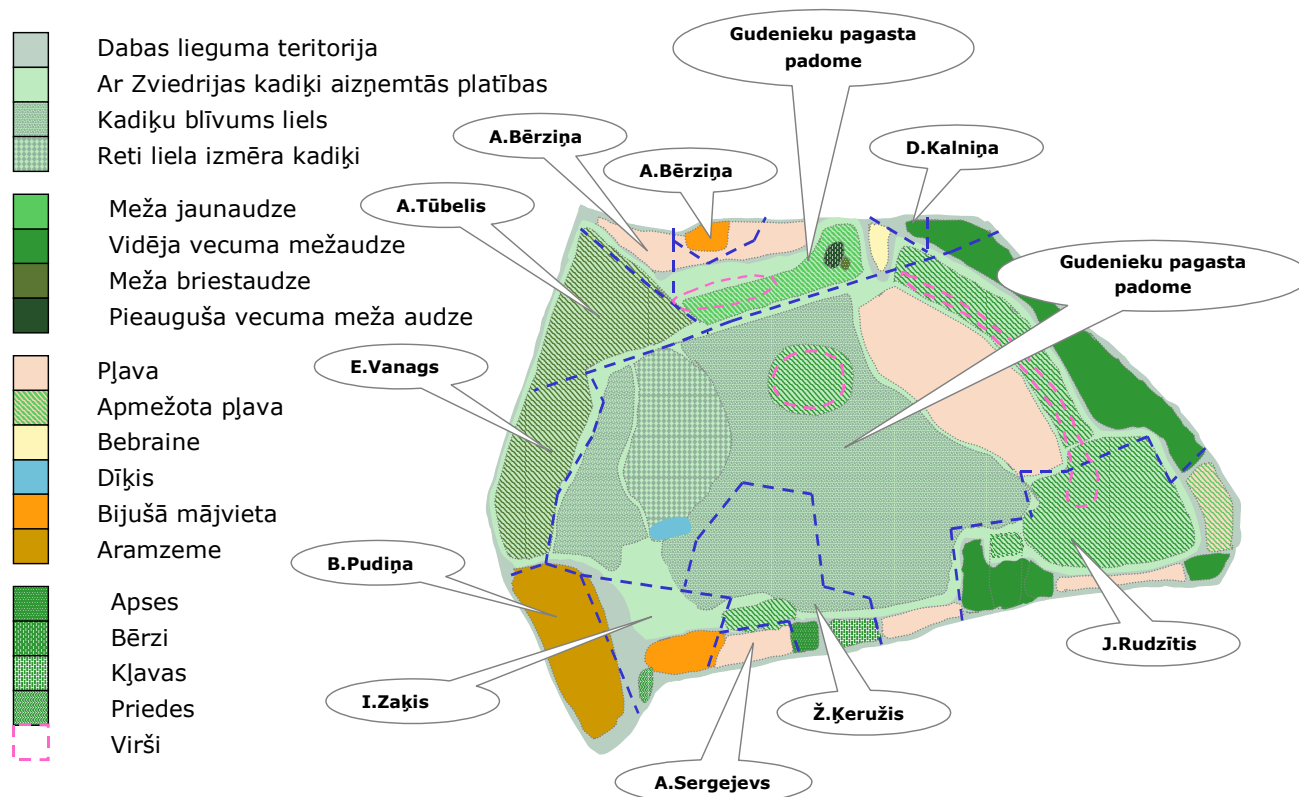 Dabas lieguma teritorija
Ar Zviedrijas kadiķi aizņemtās platības
Kadiķu blīvums liels
Reti liela izmēra kadiķi
Meža jaunaudze
Vidēja vecuma mežaudze
Meža briestaudze
Pieauguša vecuma meža audze
Pļava
Apmežota pļava
Bebraine
Dīķis
Bijušā mājvieta
Aramzeme
Apses
Bērzi
Kļavas
Priedes
Virši
Gudenieku pagasta
padome
A.Bērziņa
A.Bērziņa
D.Kalniņa
A.Tūbelis
Gudenieku pagasta
padome
E.Vanags
B.Pudiņa
I.Zaķis
J.Rudzītis
Ž.Ķeružis
A.Sergejevs